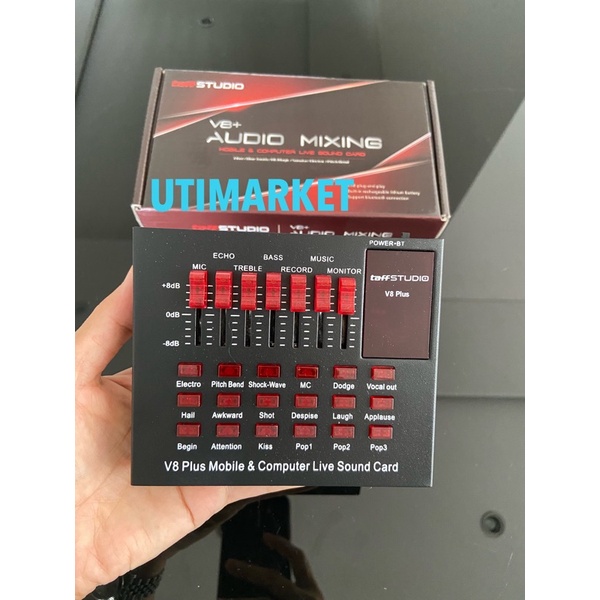 taffSTUDIO
V8+
AUDIO MIXING
MOBILE & COMPUTER LIVE SOUND CARD
UTIMARKET
taffSTUDIO | V8+
AUDIO MIXING
POWER-BT
ECHO BASS MUSIC
MIC TREBLE RECORD MONITOR
taffSTUDIO
V8 Plus
+8dB
0dB
-8dB
Electro Pitch Bend Shock-Wave MC Dodge Vocal out
Hail Awkward Shot Despise Laugh Applause
Begin Attention Kiss Pop1 Pop2 Pop3
V8 Plus Mobile & Computer Live Sound Card